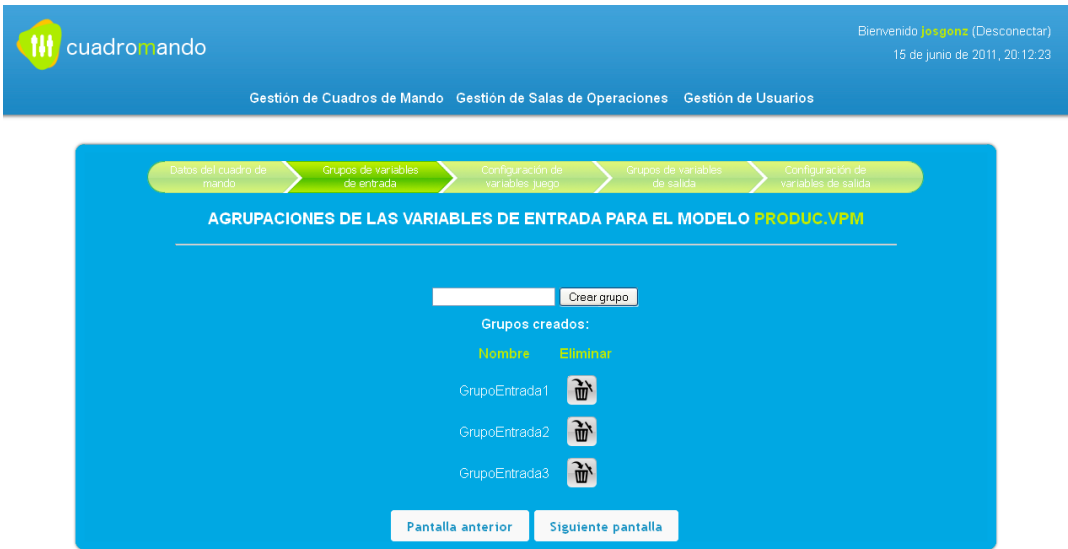 cuadromando
Bienvenido josgonz (Desconectar)
15 de junio de 2011, 20:12:23
Gestión de Cuadros de Mando Gestión de Salas de Operaciones Gestión de Usuarios
Datos del cuadro de
mando
Grupos de variables
de entrada
Configuración de
variables juego
Grupos de variables
de salida
Configuración de
variables de salida
AGRUPACIONES DE LAS VARIABLES DE ENTRADA PARA EL MODELO PRODUC.VPM
Crear grupo
Grupos creados:
Nombre Eliminar
GrupoEntrada1
GrupoEntrada2
GrupoEntrada3
Pantalla anterior Siguiente pantalla